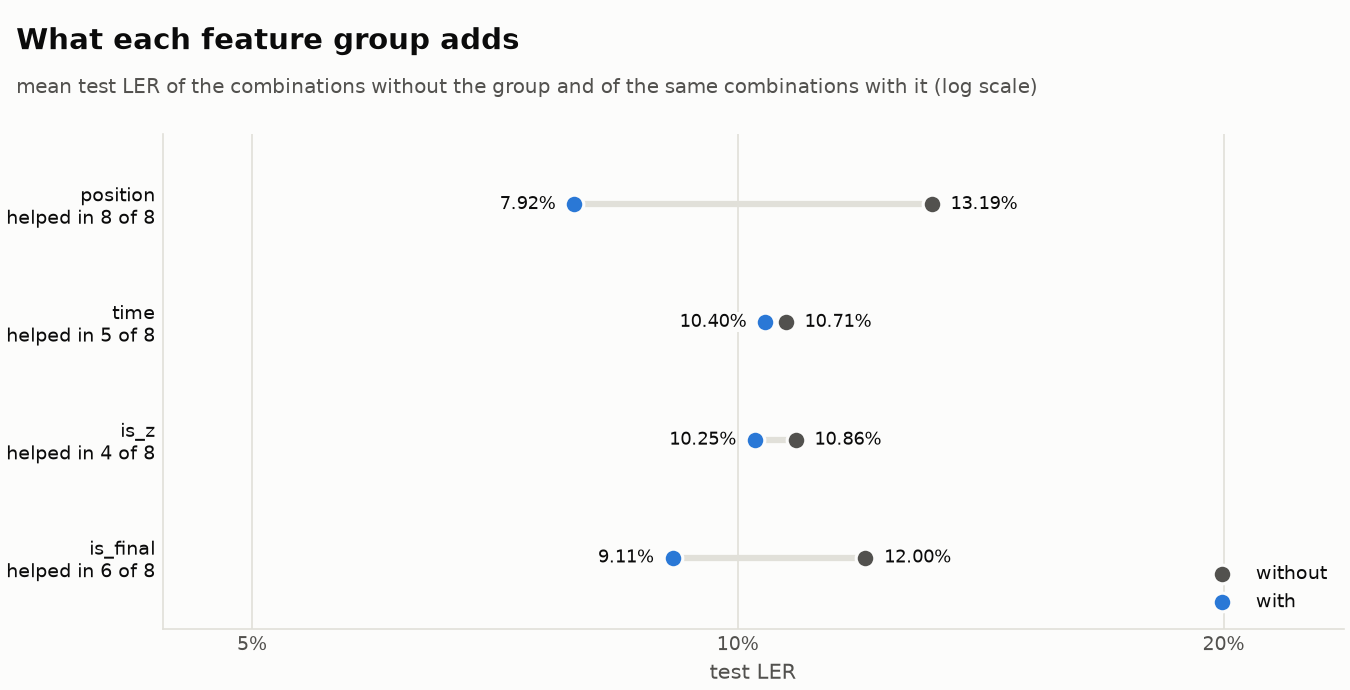 What each feature group adds
mean test LER of the combinations without the group and of the same combinations with it (log scale)
position
helped in 8 of 8
7.92%
13.19%
time
helped in 5 of 8
10.40%
10.71%
is_z
helped in 4 of 8
10.25%
10.86%
is_final
helped in 6 of 8
9.11%
12.00%
without
with
5%
10%
20%
test LER